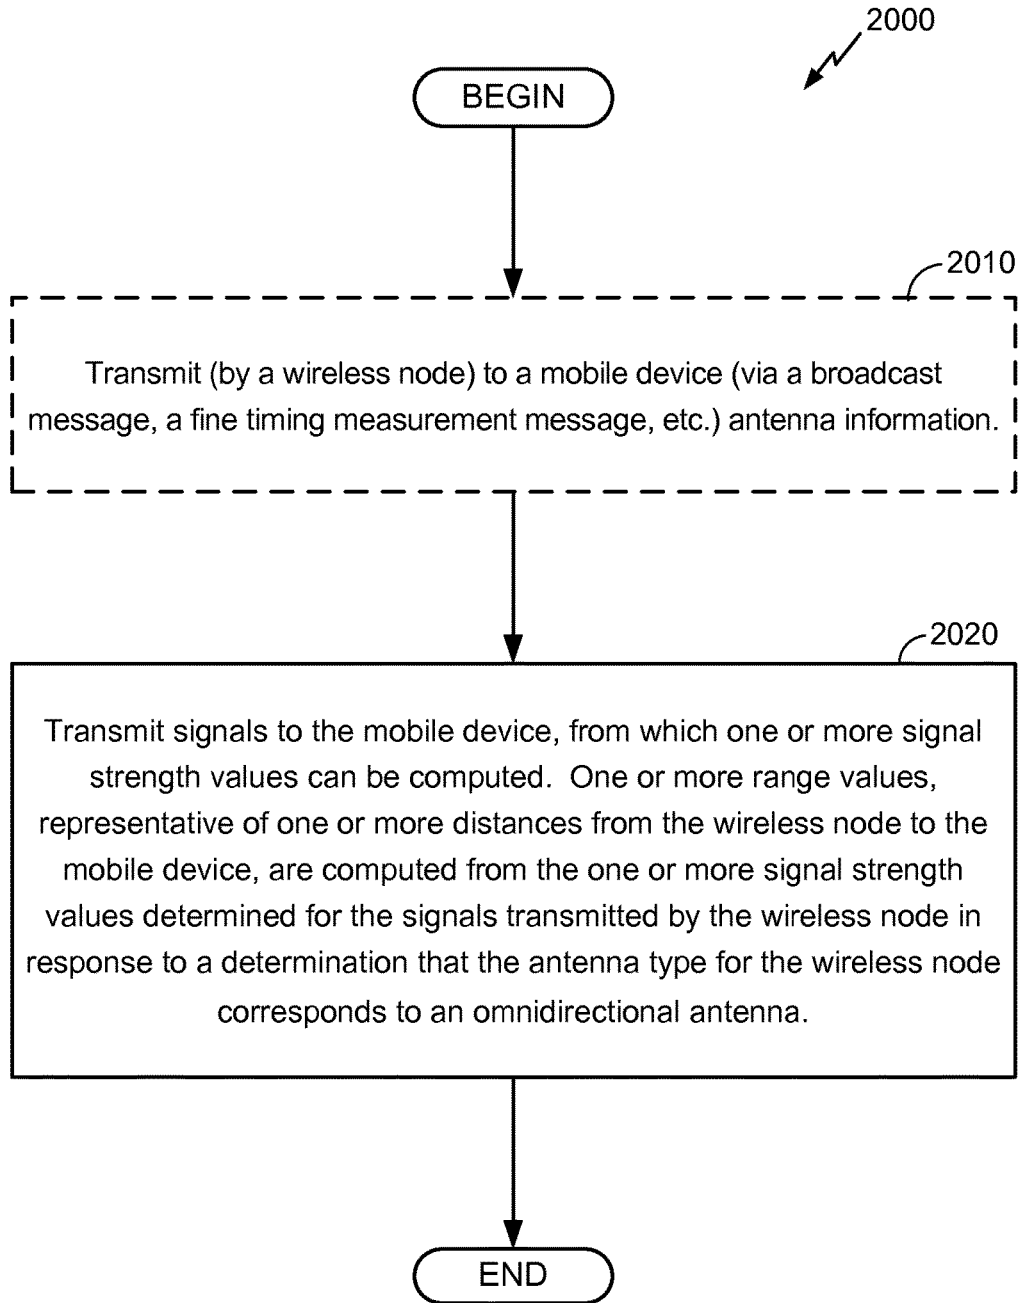 2000
BEGIN
2010
Transmit (by a wireless node) to a mobile device (via a broadcast
message, a fine timing measurement message, etc.) antenna information.
2020
Transmit signals to the mobile device, from which one or more signal
strength values can be computed.  One or more range values,
representative of one or more distances from the wireless node to the
mobile device, are computed from the one or more signal strength
values determined for the signals transmitted by the wireless node in
response to a determination that the antenna type for the wireless node
corresponds to an omnidirectional antenna.
END